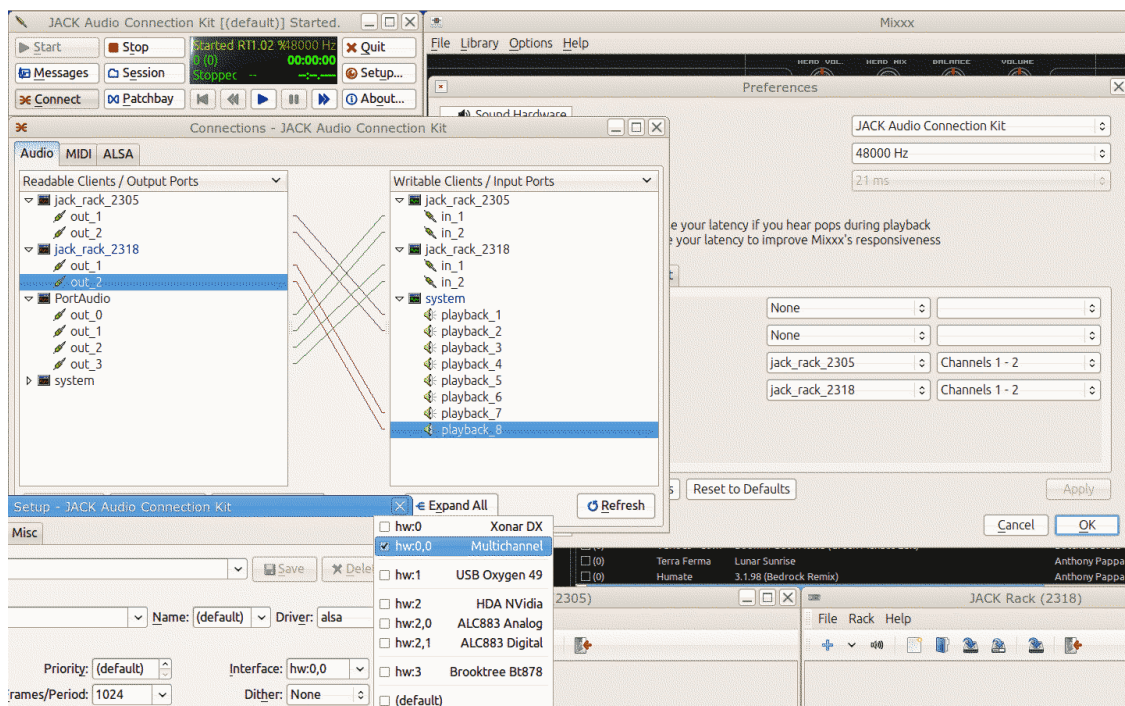 JACK Audio Connection Kit [(default)] Started.
Start
Stop
Started RT1.02 %48000 Hz
0 (0) 00:00:00
Stopped -- --:--.----
Quit
Messages
Session
Setup...
Connect
Patchbay
About...
Mixxx
File Library Options Help
HEAD VOL. HEAD MIX BALANCE VOLUME
Preferences
Sound Hardware
JACK Audio Connection Kit
48000 Hz
21 ms
e your latency if you hear pops during playback
your latency to improve Mixxx's responsiveness
None
None
jack_rack_2305 Channels 1 - 2
jack_rack_2318 Channels 1 - 2
Reset to Defaults
Apply
Cancel
OK
Connections - JACK Audio Connection Kit
Audio MIDI ALSA
Readable Clients / Output Ports
jack_rack_2305
out_1
out_2
jack_rack_2318
out_1
out_2
PortAudio
out_0
out_1
out_2
out_3
system
Writable Clients / Input Ports
jack_rack_2305
in_1
in_2
jack_rack_2318
in_1
in_2
system
playback_1
playback_2
playback_3
playback_4
playback_5
playback_6
playback_7
playback_8
Expand All
Refresh
Setup - JACK Audio Connection Kit
Misc
Save
Dele
Name: (default) Driver: alsa
Priority: (default)
Interface: hw:0,0
rames/Period: 1024
Dither: None
hw:0 Xonar DX
hw:0,0 Multichannel
hw:1 USB Oxygen 49
hw:2 HDA NVidia
hw:2,0 ALC883 Analog
hw:2,1 ALC883 Digital
hw:3 Brooktree Bt878
(default)
(0) Terra Ferma Lunar Sunrise Anthony Pappa
(0) Humate 3.1.98 (Bedrock Remix) Anthony Pappa
2305)
JACK Rack (2318)
File Rack Help